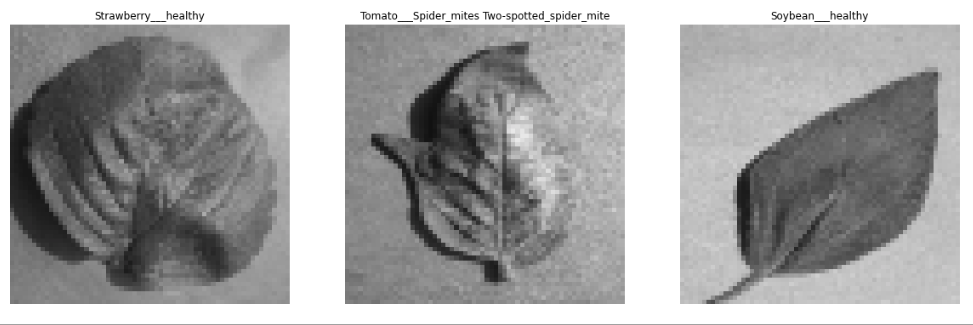 Strawberry___healthy
Tomato___Spider_mites Two-spotted_spider_mite
Soybean___healthy